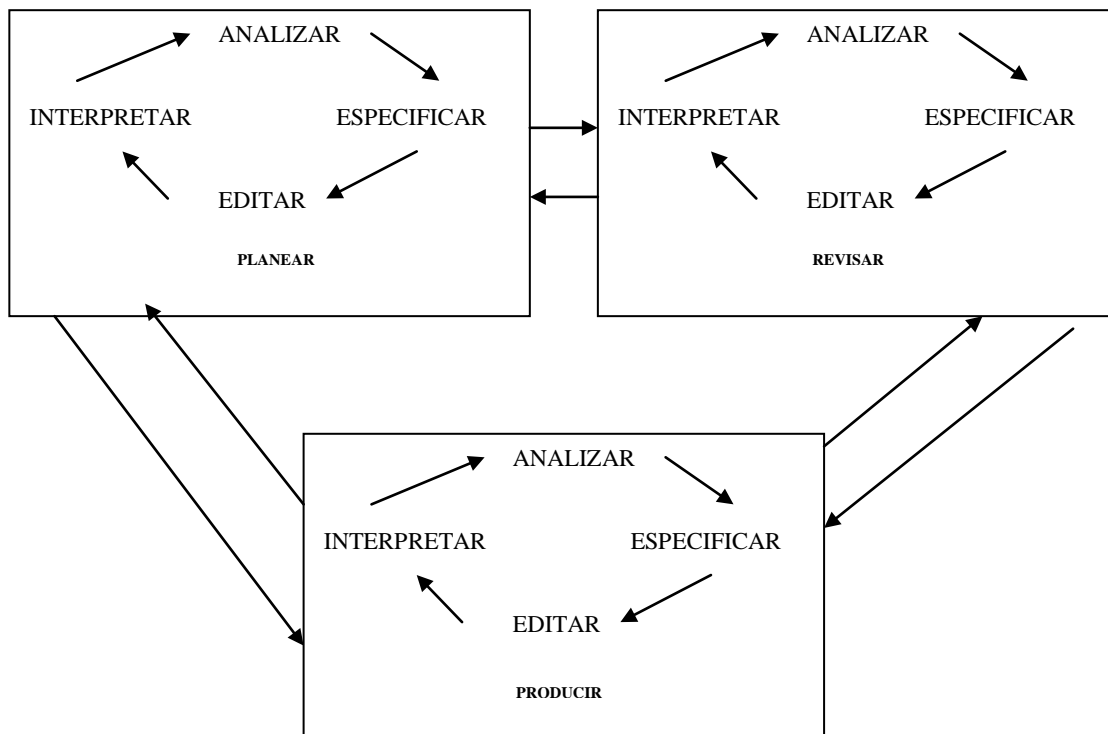 ANALIZAR
INTERPRETAR ESPECIFICAR
EDITAR
PLANEAR
ANALIZAR
INTERPRETAR ESPECIFICAR
EDITAR
REVISAR
ANALIZAR
INTERPRETAR ESPECIFICAR
EDITAR
PRODUCIR